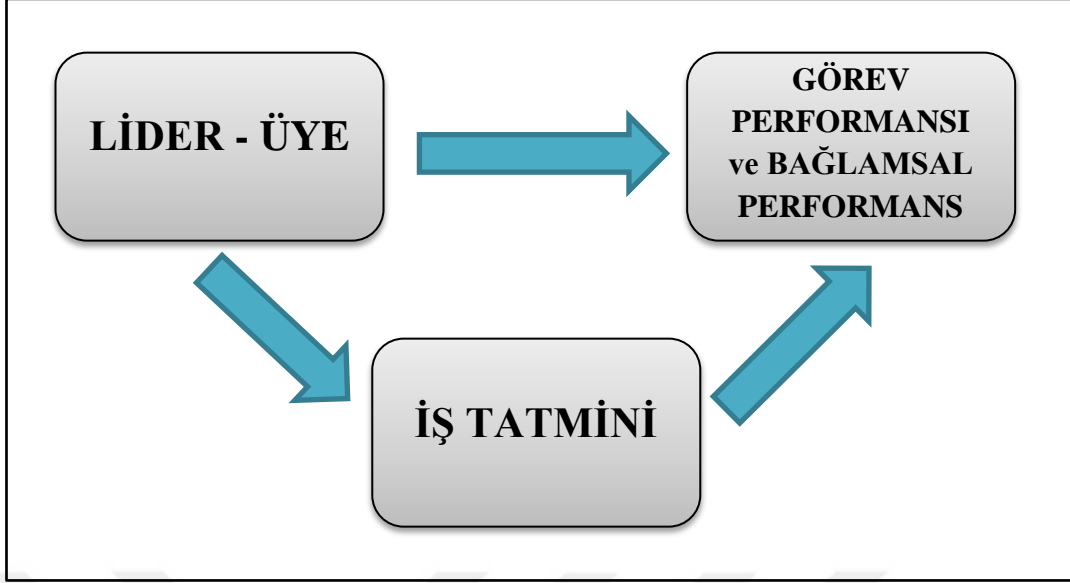 LİDER - ÜYE
GÖREV
PERFORMANSI
ve BAĞLAMSAL
PERFORMANS
İŞ TATMİNİ